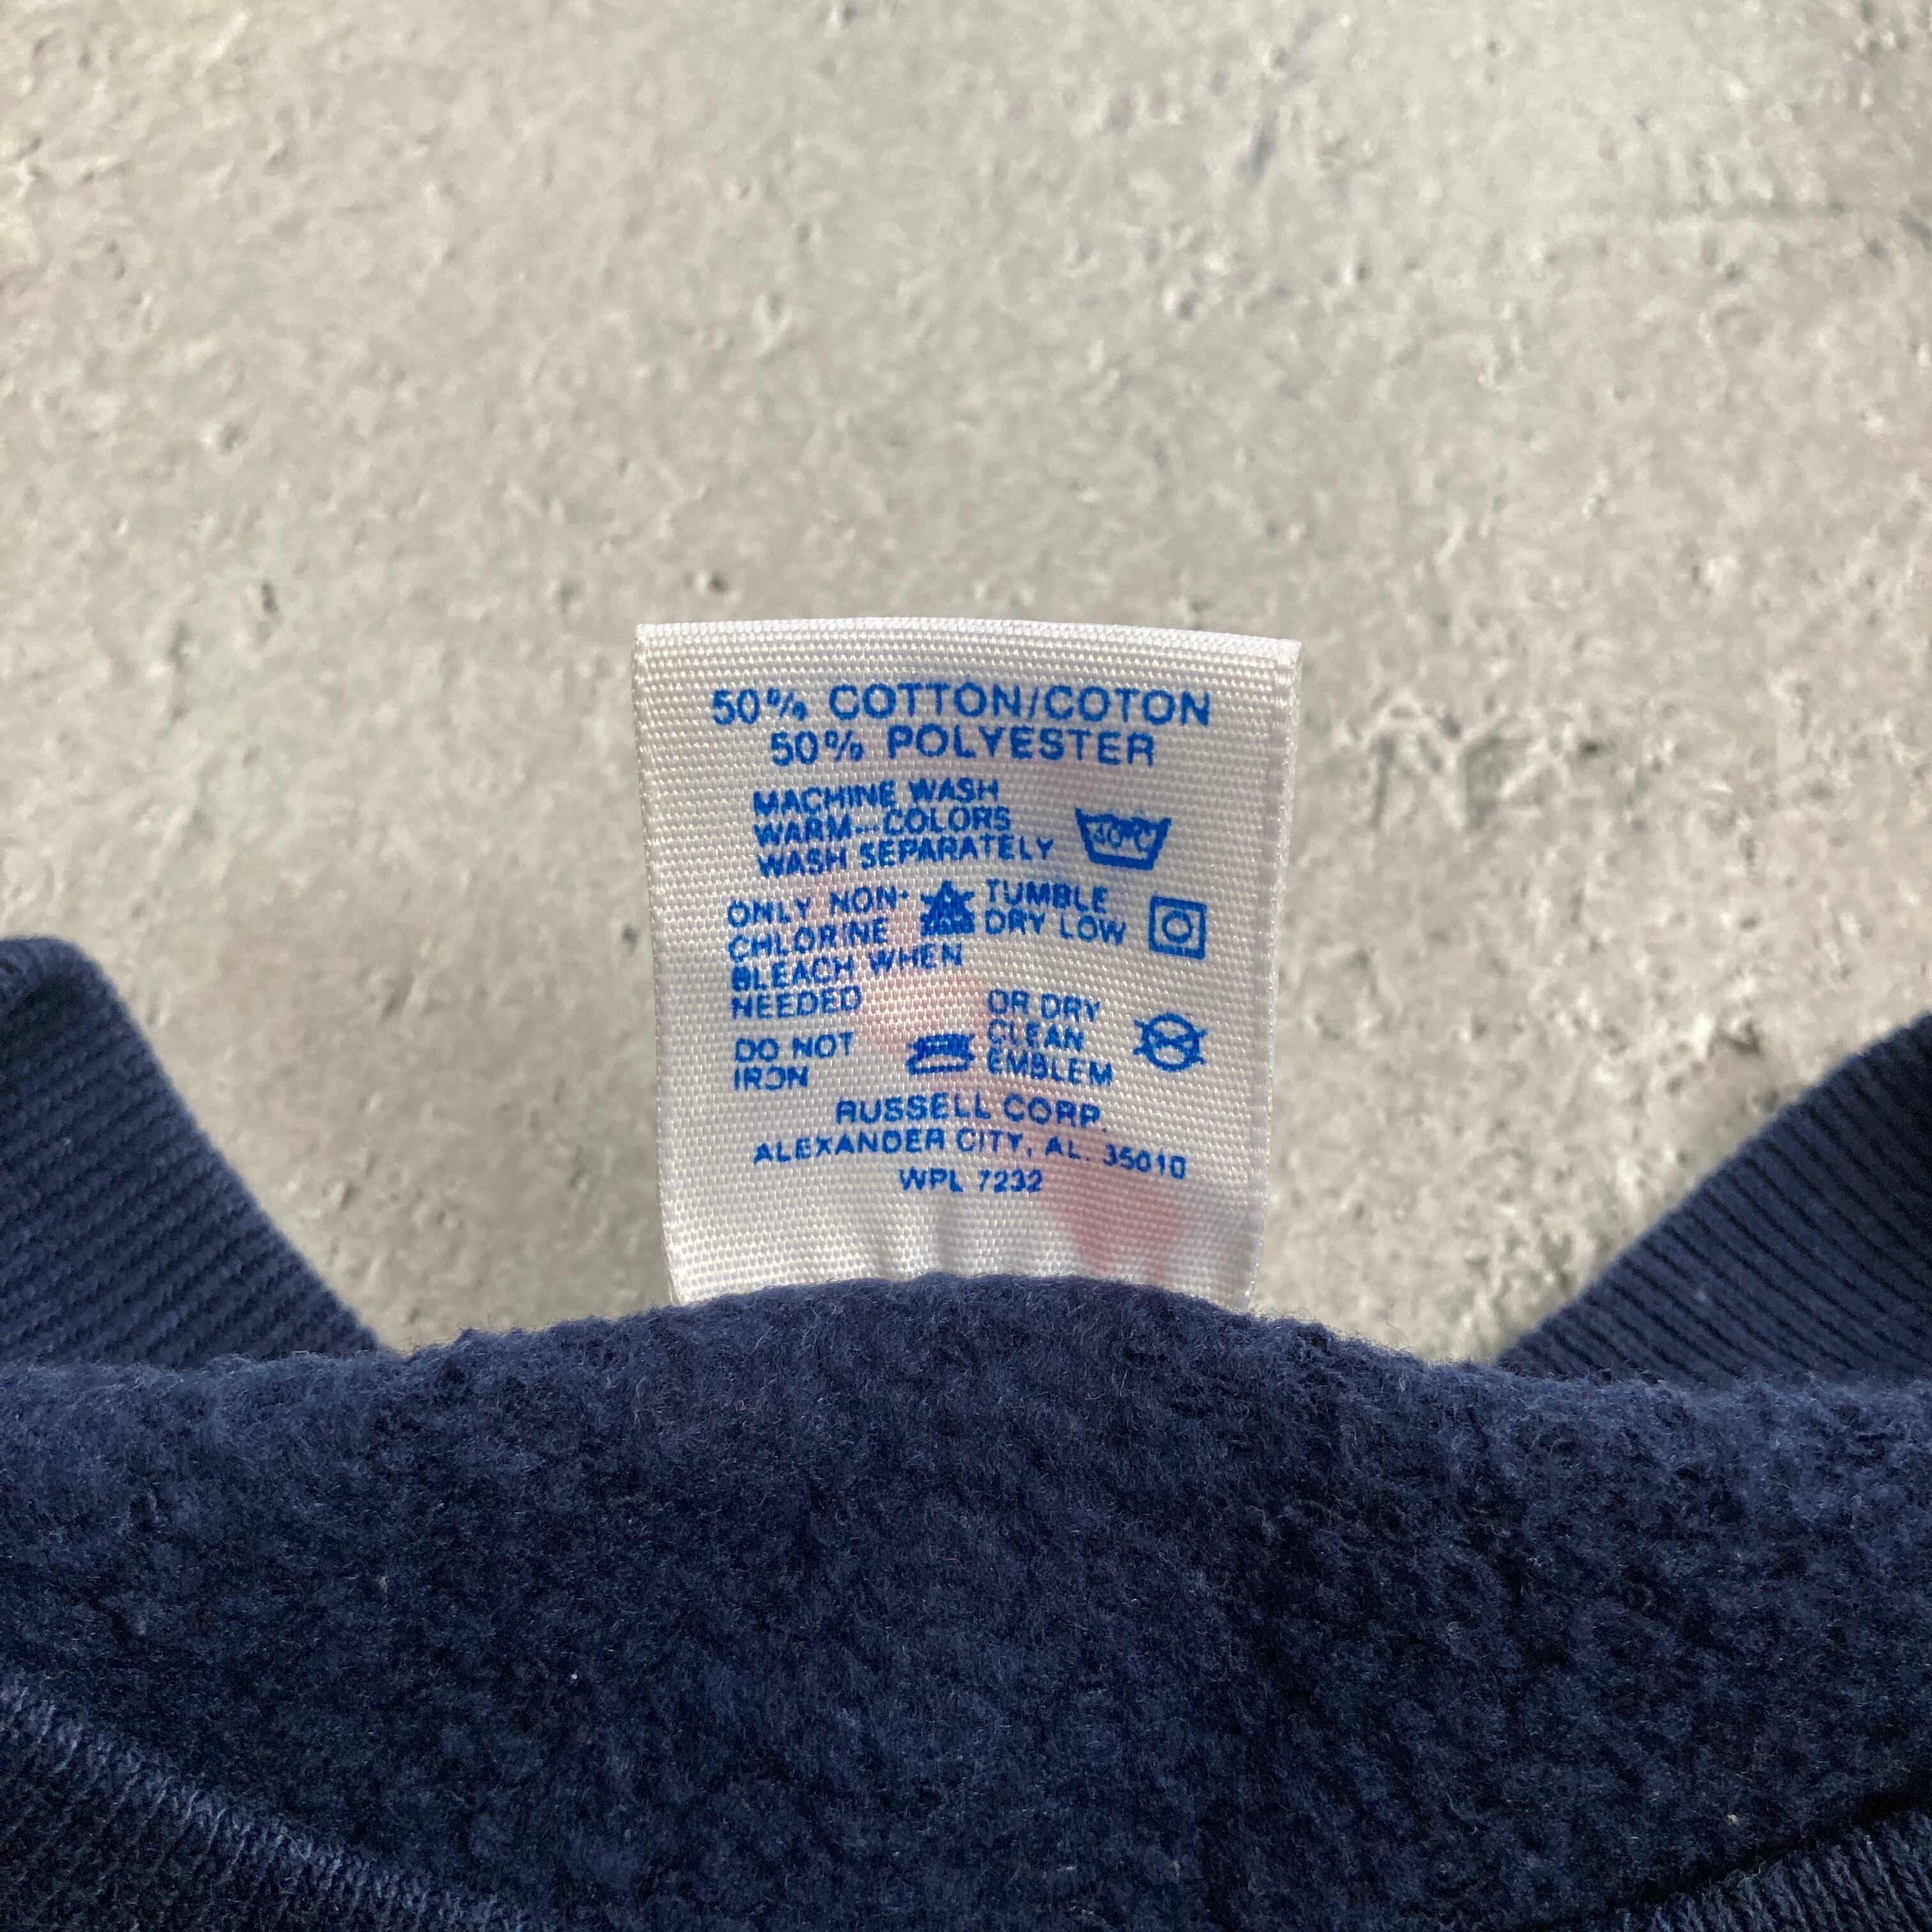 50% COTTON/COTON
50% POLYESTER
MACHINE WASH
WARM—COLORS
WASH SEPARATELY
40°C
ONLY NON-
CHLORINE
BLEACH WHEN
NEEDED
TUMBLE
DRY LOW
DO NOT
IRON
OR DRY
CLEAN
EMBLEM
RUSSELL CORP.
ALEXANDER CITY, AL. 35010
WPL 7232